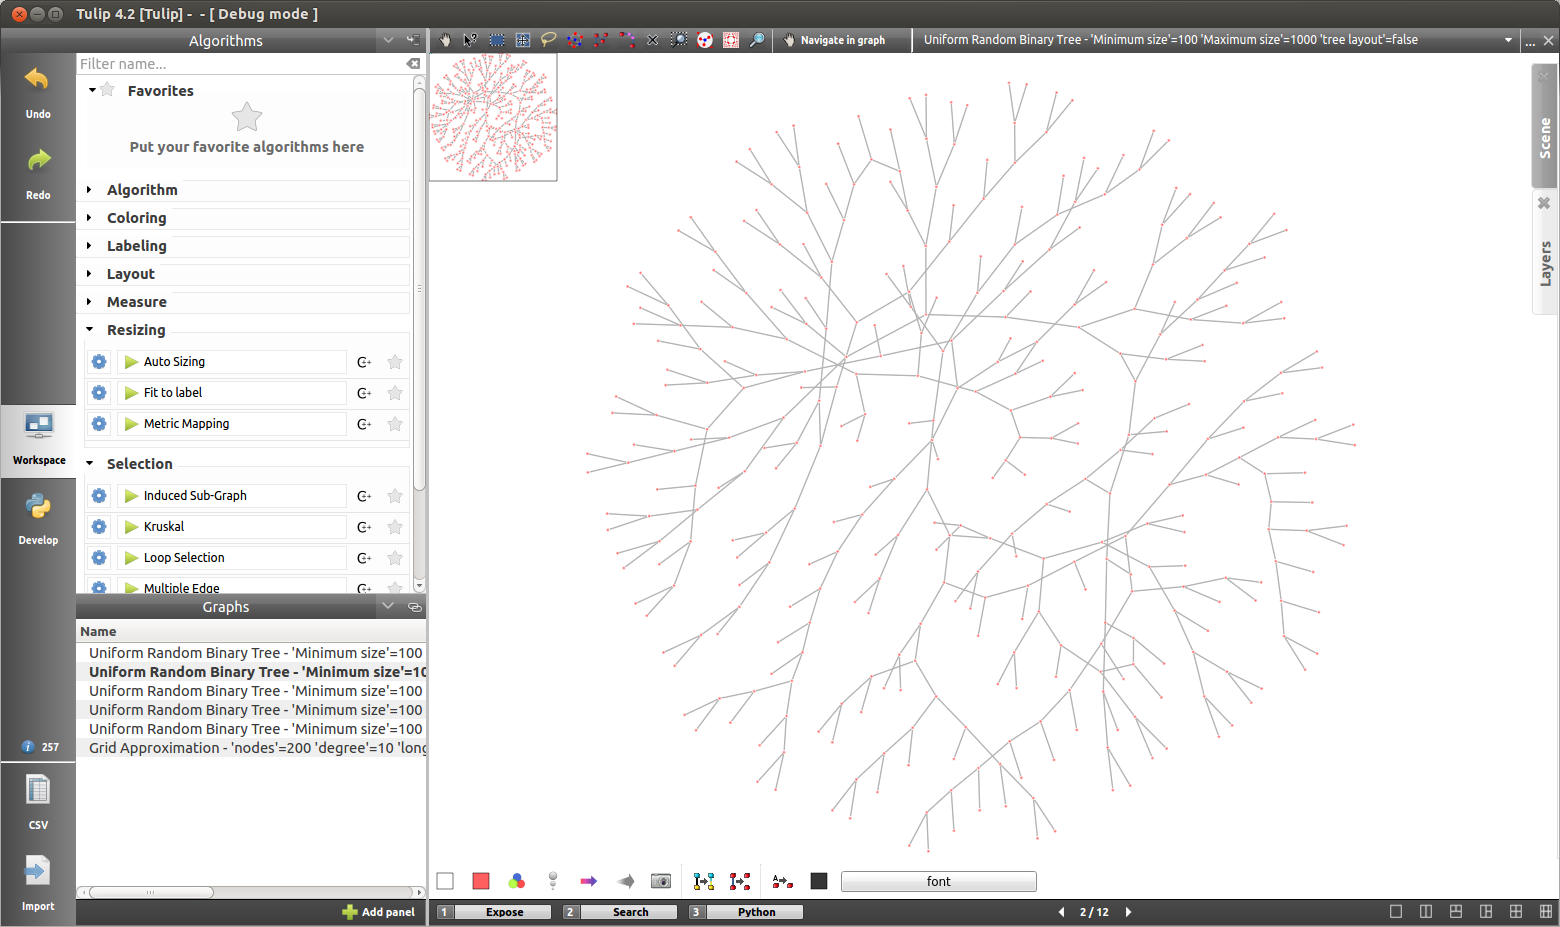 Tulip 4.2 [Tulip] -  - [ Debug mode ]
Algorithms
Navigate in graph
Uniform Random Binary Tree - 'Minimum size'=100 'Maximum size'=1000 'tree layout'=false
...
Undo
Redo
Workspace
Develop
257
CSV
Import
Filter name...
Favorites
Put your favorite algorithms here
Algorithm
Coloring
Labeling
Layout
Measure
Resizing
Auto Sizing
Fit to label
Metric Mapping
Selection
Induced Sub-Graph
Kruskal
Loop Selection
Multiple Edge
Graphs
Name
Uniform Random Binary Tree - 'Minimum size'=100
Uniform Random Binary Tree - 'Minimum size'=10
Uniform Random Binary Tree - 'Minimum size'=100
Uniform Random Binary Tree - 'Minimum size'=100
Uniform Random Binary Tree - 'Minimum size'=100
Grid Approximation - 'nodes'=200 'degree'=10 'long
Add panel
Scene
Layers
font
1 Expose
2 Search
3 Python
2 / 12